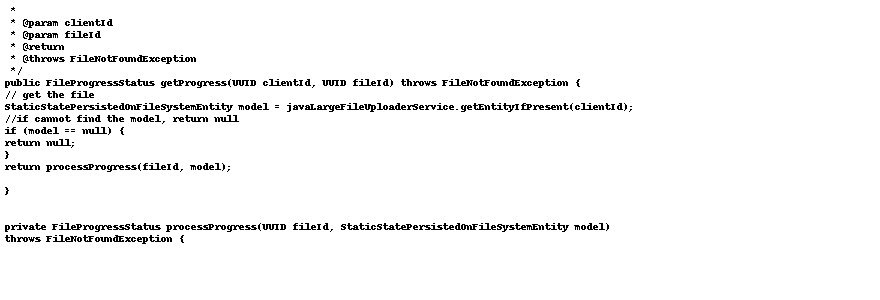 *
* @param clientId
* @param fileId
* @return
* @throws FileNotFoundException
*/
public FileProgressStatus getProgress(UUID clientId, UUID fileId) throws FileNotFoundException {
// get the file
StaticStatePersistedOnFileSystemEntity model = javaLargeFileUploaderService.getEntityIfPresent(clientId);
//if cannot find the model, return null
if (model == null) {
return null;
}
return processProgress(fileId, model);
}
private FileProgressStatus processProgress(UUID fileId, StaticStatePersistedOnFileSystemEntity model)
throws FileNotFoundException {